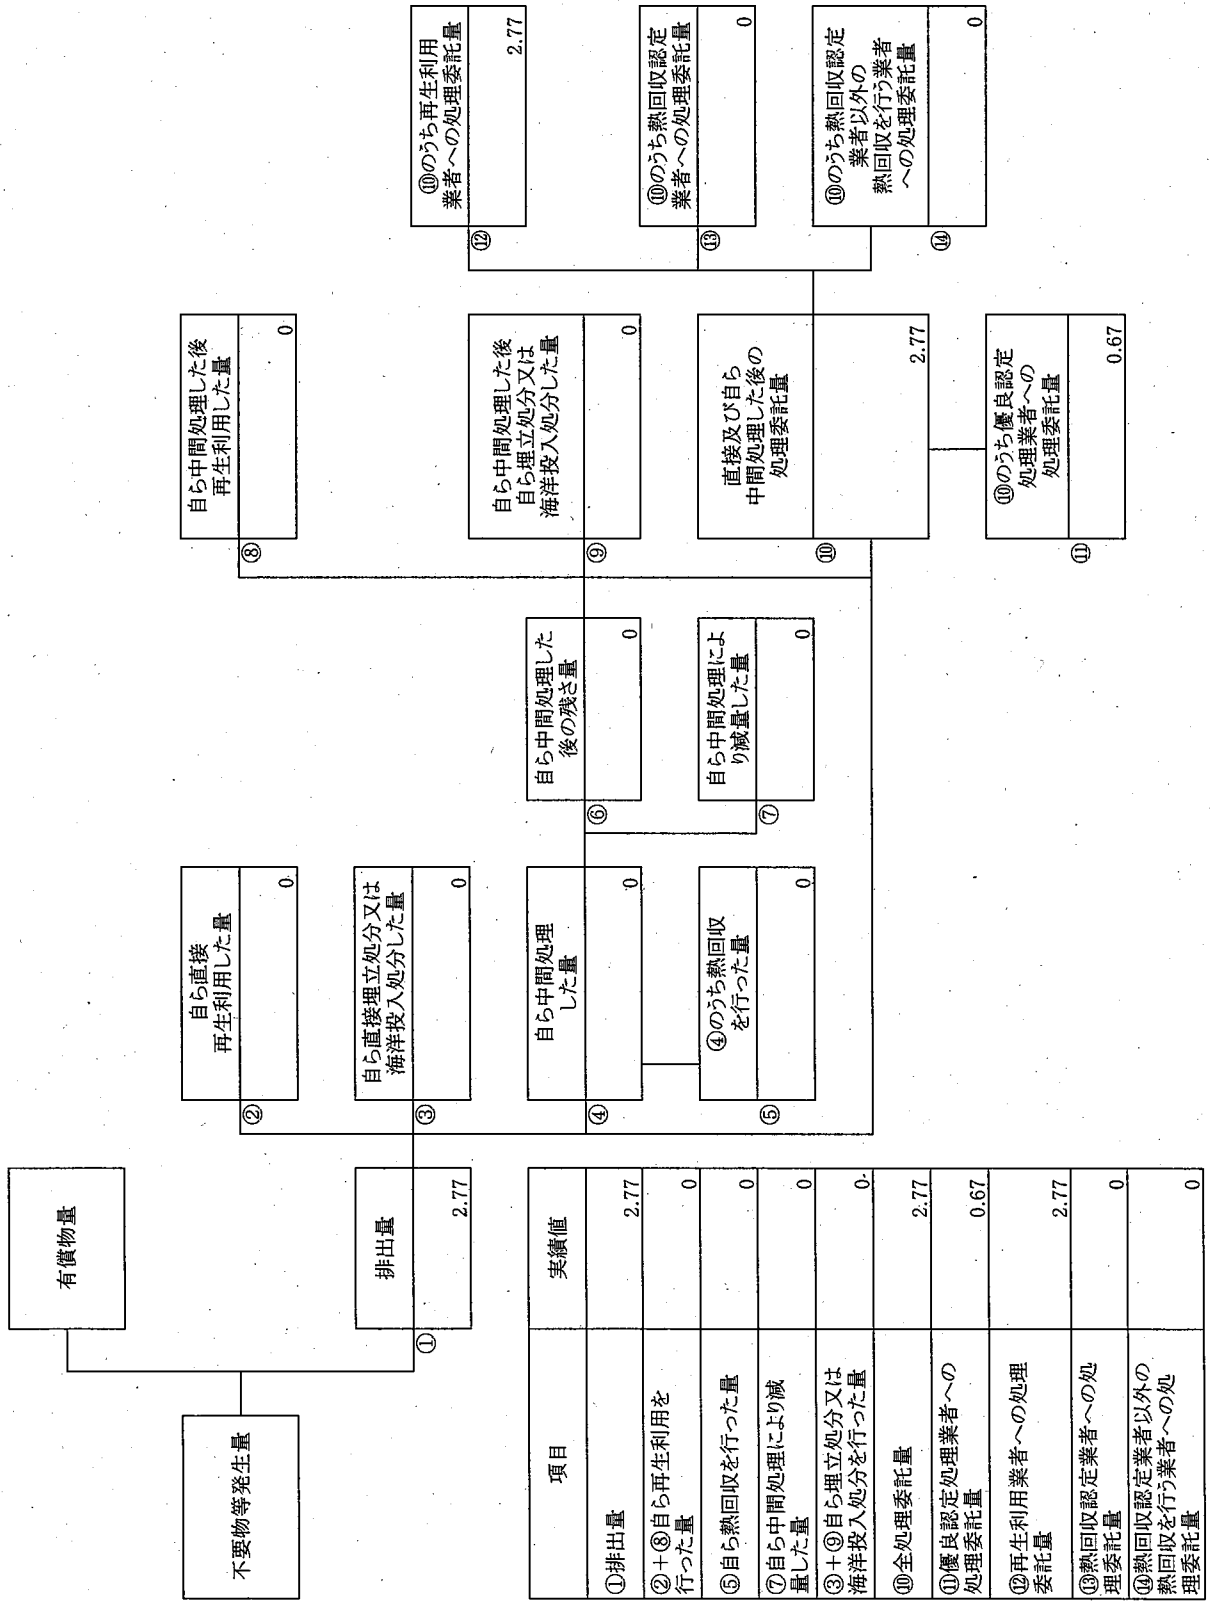 不要物等発生量
有償物量
①
排出量
2.77
②
自ら直接
再生利用した量
0
③
自ら直接埋立処分又は
海洋投入処分した量
0
④
自ら中間処理
した量
0
⑤
④のうち熱回収
を行った量
0
⑥
自ら中間処理した
後の残さ量
0
⑦
自ら中間処理によ
り減量した量
0
⑧
自ら中間処理した後
再生利用した量
0
⑨
自ら中間処理した後
自ら埋立処分又は
海洋投入処分した量
0
⑩
直接及び自ら
中間処理した後の
処理委託量
2.77
⑪
⑩のうち優良認定
処理業者への
処理委託量
0.67
⑫
⑩のうち再生利用
業者への処理委託量
2.77
⑬
⑩のうち熱回収認定
業者への処理委託量
0
⑭
⑩のうち熱回収認定
業者以外の
熱回収を行う業者
への処理委託量
0
項目 実績値
①排出量 2.77
②+⑧自ら再生利用を
行った量 0
⑤自ら熱回収を行った量 0
⑦自ら中間処理により減
量した量 0
③+⑨自ら埋立処分又は
海洋投入処分を行った量 0
⑩全処理委託量 2.77
⑪優良認定処理業者への
処理委託量 0.67
⑫再生利用業者への処理
委託量 2.77
⑬熱回収認定業者への処
理委託量 0
⑭熱回収認定業者以外の
熱回収を行う業者への処
理委託量 0